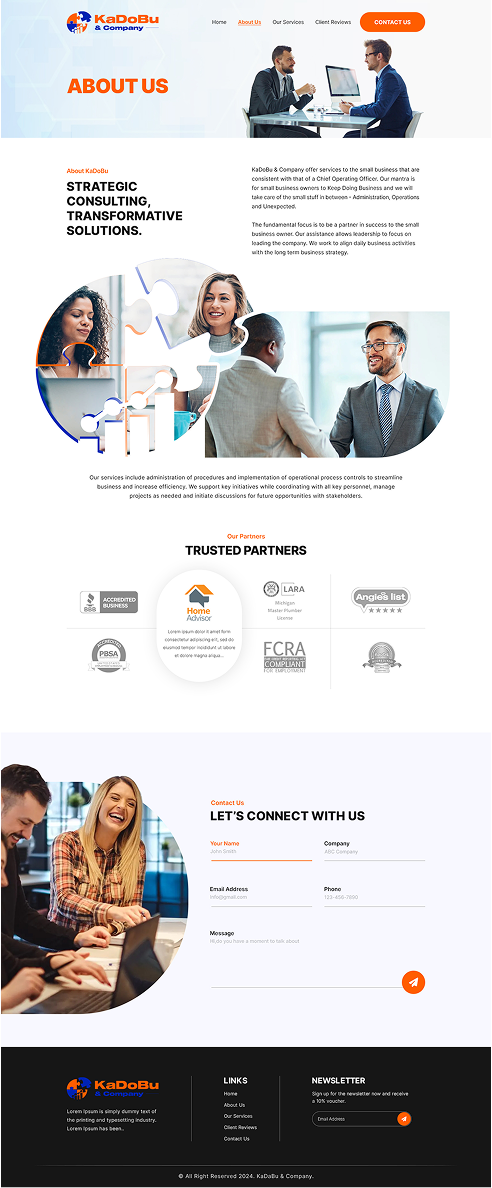 KaDoBu
& Company
Home
About Us
Our Services
Client Reviews
CONTACT US
ABOUT US
About KaDoBu
STRATEGIC
CONSULTING,
TRANSFORMATIVE
SOLUTIONS.
KaDoBu & Company offer services to the small business that are
consistent with that of a Chief Operating Officer. Our mantra is
for small business owners to Keep Doing Business and we will
take care of the small stuff in between - Administration, Operations
and Unexpected.
The fundamental focus is to be a partner in success to the small
business owner. Our assistance allows leadership to focus on
leading the company. We work to align daily business activities
with the long term business strategy.
Our services include administration of procedures and implementation of operational process controls to streamline
business and increase efficiency. We support key initiatives while coordinating with all key personnel, manage
projects as needed and initiate discussions for future opportunities with stakeholders.
Our Partners
TRUSTED PARTNERS
BBB
ACCREDITED
BUSINESS
Home
Advisor
Lorem ipsum dolor it amet form
consectetur adipiscing elit, sed do
eiusmod tempor incididunt ut labore
et dolore magna aliqua...
LARA
Michigan
Master Plumber
License
Angie's list
ACCREDITED
PBSA
FCRA
COMPLIANT
FOR EMPLOYMENT
Contact Us
LET'S CONNECT WITH US
Your Name
John Smith
Company
ABC Company
Email Address
info@gmail.com
Phone
123-456-7890
Message
Hi,do you have a moment to talk about
KaDoBu
& Company
Lorem Ipsum is simply dummy text of
the printing and typesetting industry.
Lorem Ipsum has been..
LINKS
Home
About Us
Our Services
Client Reviews
Contact Us
NEWSLETTER
Sign up for the newsletter now and receive
a 10% voucher.
Email Address
© All Right Reserved 2024. KaDaBu & Company.